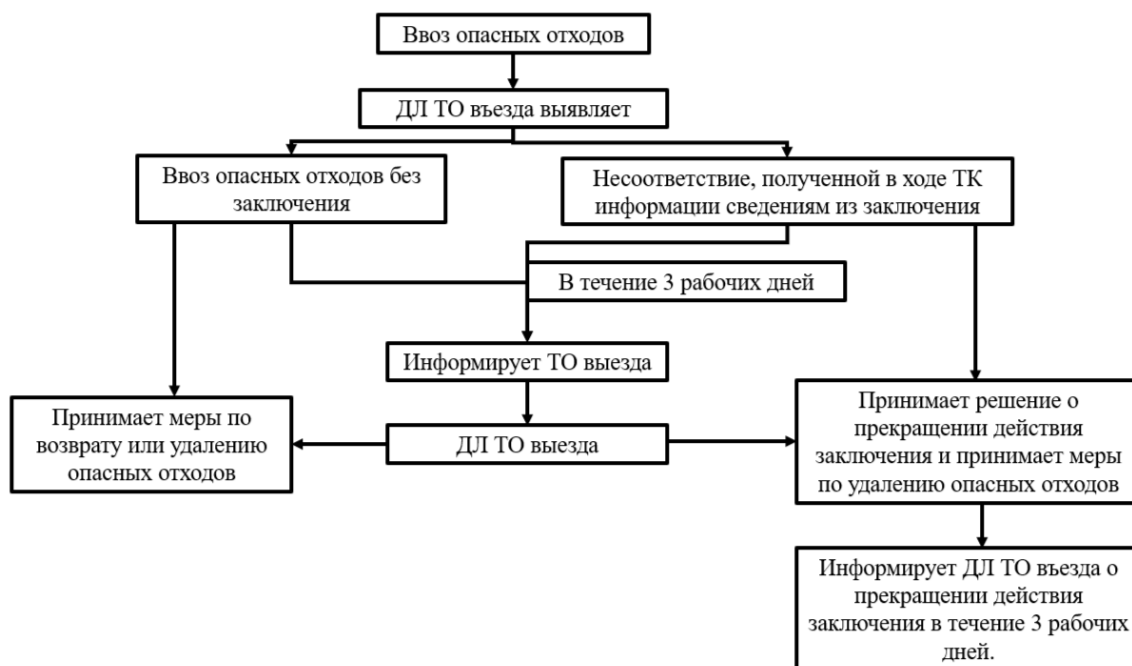 Ввоз опасных отходов
ДЛ ТО въезда выявляет
Ввоз опасных отходов без
заключения
Несоответствие, полученной в ходе ТК
информации сведениям из заключения
В течение 3 рабочих дней
Информирует ТО выезда
Принимает меры по
возврату или удалению
опасных отходов
ДЛ ТО выезда
Принимает решение о
прекращении действия
заключения и принимает меры
по удалению опасных отходов
Информирует ДЛ ТО въезда о
прекращении действия
заключения в течение 3 рабочих
дней.